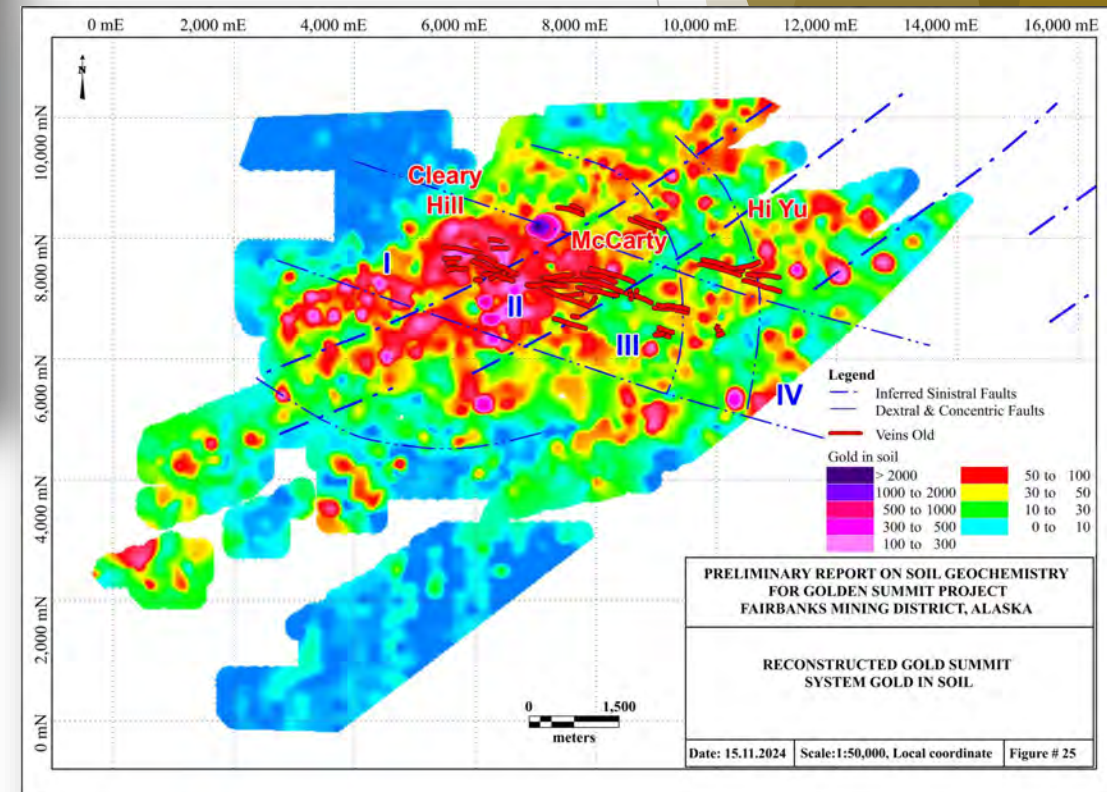 0 mE 2,000 mE 4,000 mE 6,000 mE 8,000 mE 10,000 mE 12,000 mE 14,000 mE 16,000 mE
N
10,000 mN
8,000 mN
6,000 mN
4,000 mN
2,000 mN
0 mN
Cleary
Hill
McCarty
Hi Yu
I
II
III
IV
Legend
Inferred Sinistral Faults
Dextral & Concentric Faults
Veins Old
Gold in soil
> 2000
1000 to 2000
500 to 1000
300 to 500
100 to 300
50 to 100
30 to 50
10 to 30
0 to 10
0 1,500
meters
PRELIMINARY REPORT ON SOIL GEOCHEMISTRY
FOR GOLDEN SUMMIT PROJECT
FAIRBANKS MINING DISTRICT, ALASKA
RECONSTRUCTED GOLD SUMMIT
SYSTEM GOLD IN SOIL
Date: 15.11.2024 Scale:1:50,000, Local coordinate Figure # 25